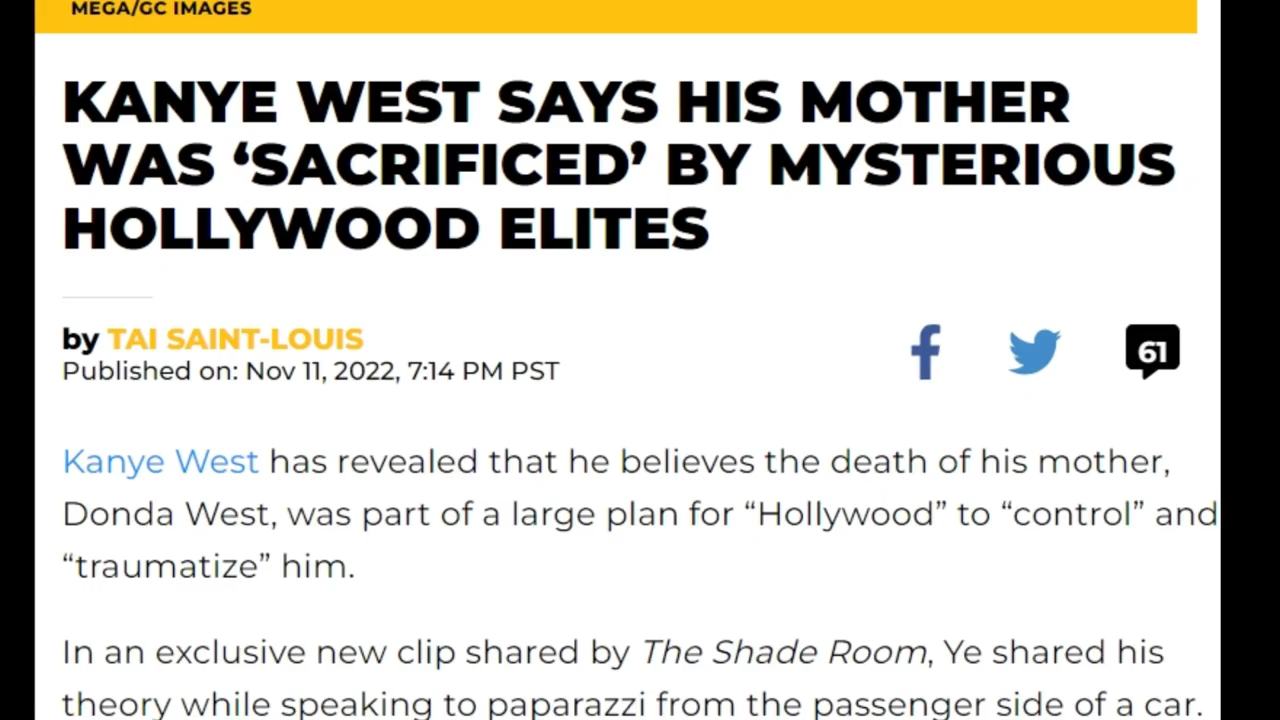 MEGA/GC IMAGES
KANYE WEST SAYS HIS MOTHER
WAS ‘SACRIFICED’ BY MYSTERIOUS
HOLLYWOOD ELITES
by TAI SAINT-LOUIS
Published on: Nov 11, 2022, 7:14 PM PST
61
Kanye West has revealed that he believes the death of his mother,
Donda West, was part of a large plan for “Hollywood” to “control” and
“traumatize” him.
In an exclusive new clip shared by The Shade Room, Ye shared his
theory while speaking to paparazzi from the passenger side of a car.